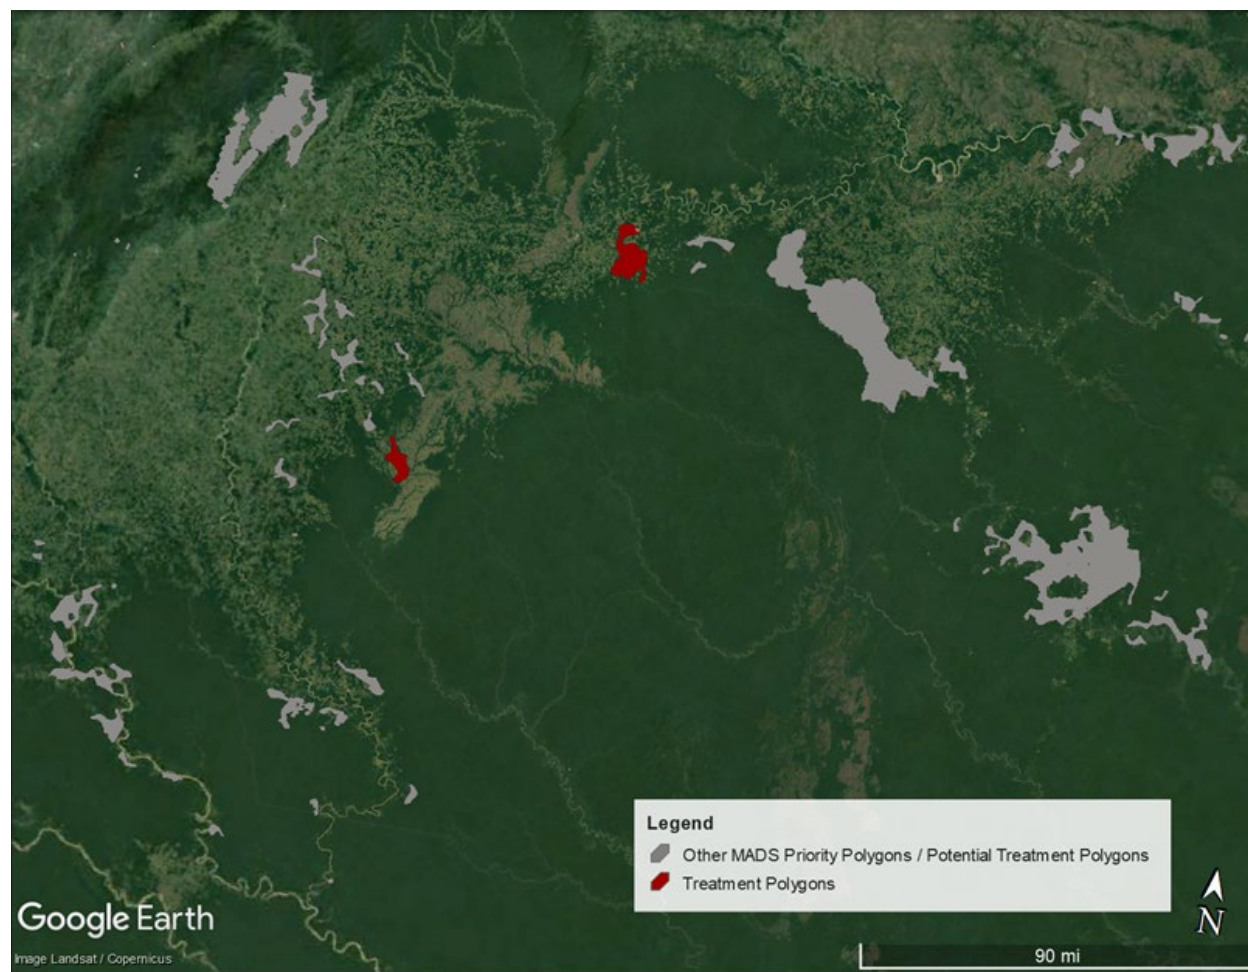 Legend
Other MADS Priority Polygons / Potential Treatment Polygons
Treatment Polygons
Google Earth
N
Image Landsat / Copernicus
90 mi